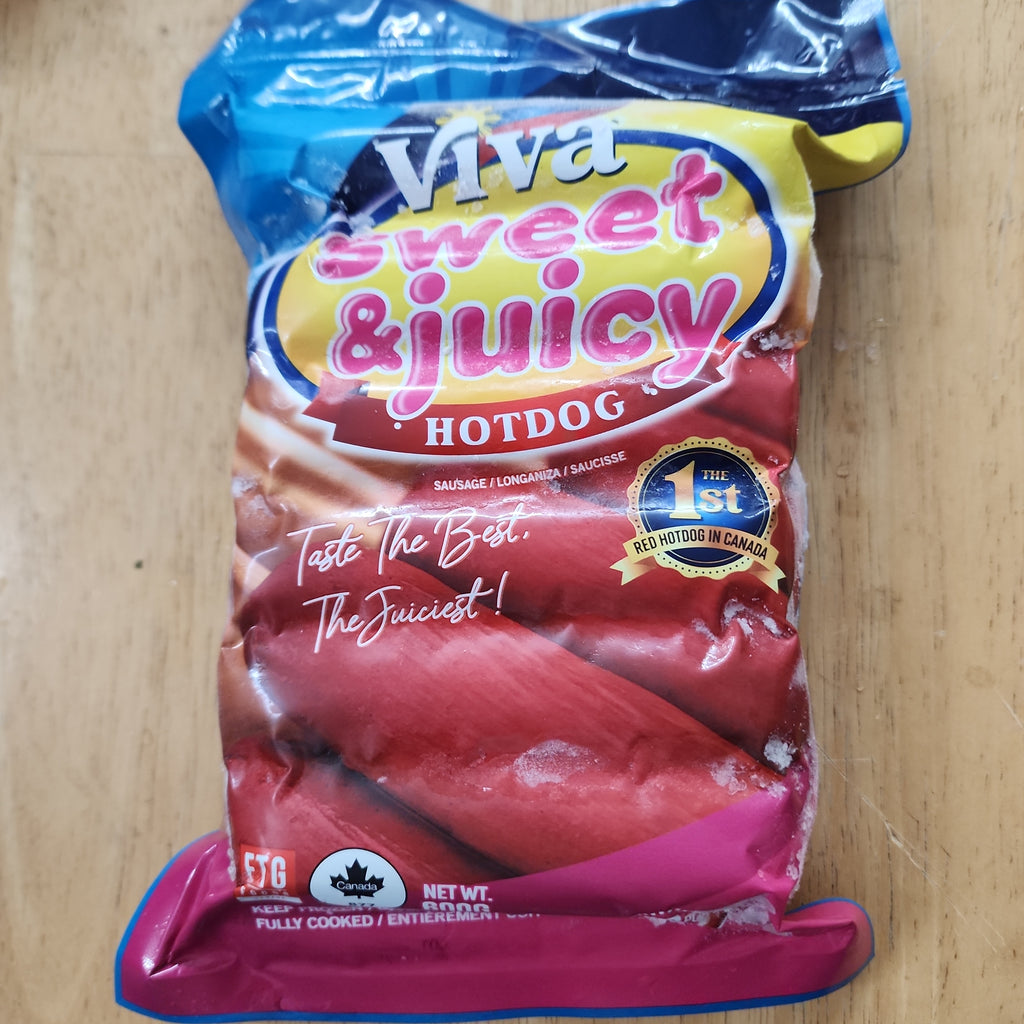 Viva
sweet
& juicy
HOTDOG
SAUSAGE / LONGANIZA / SAUCISSE
THE
1st
RED HOTDOG IN CANADA
Taste The Best,
The Juiciest!
FTG
Canada
NET WT.
KEEP
FULLY COOKED / ENTIÈREMENT